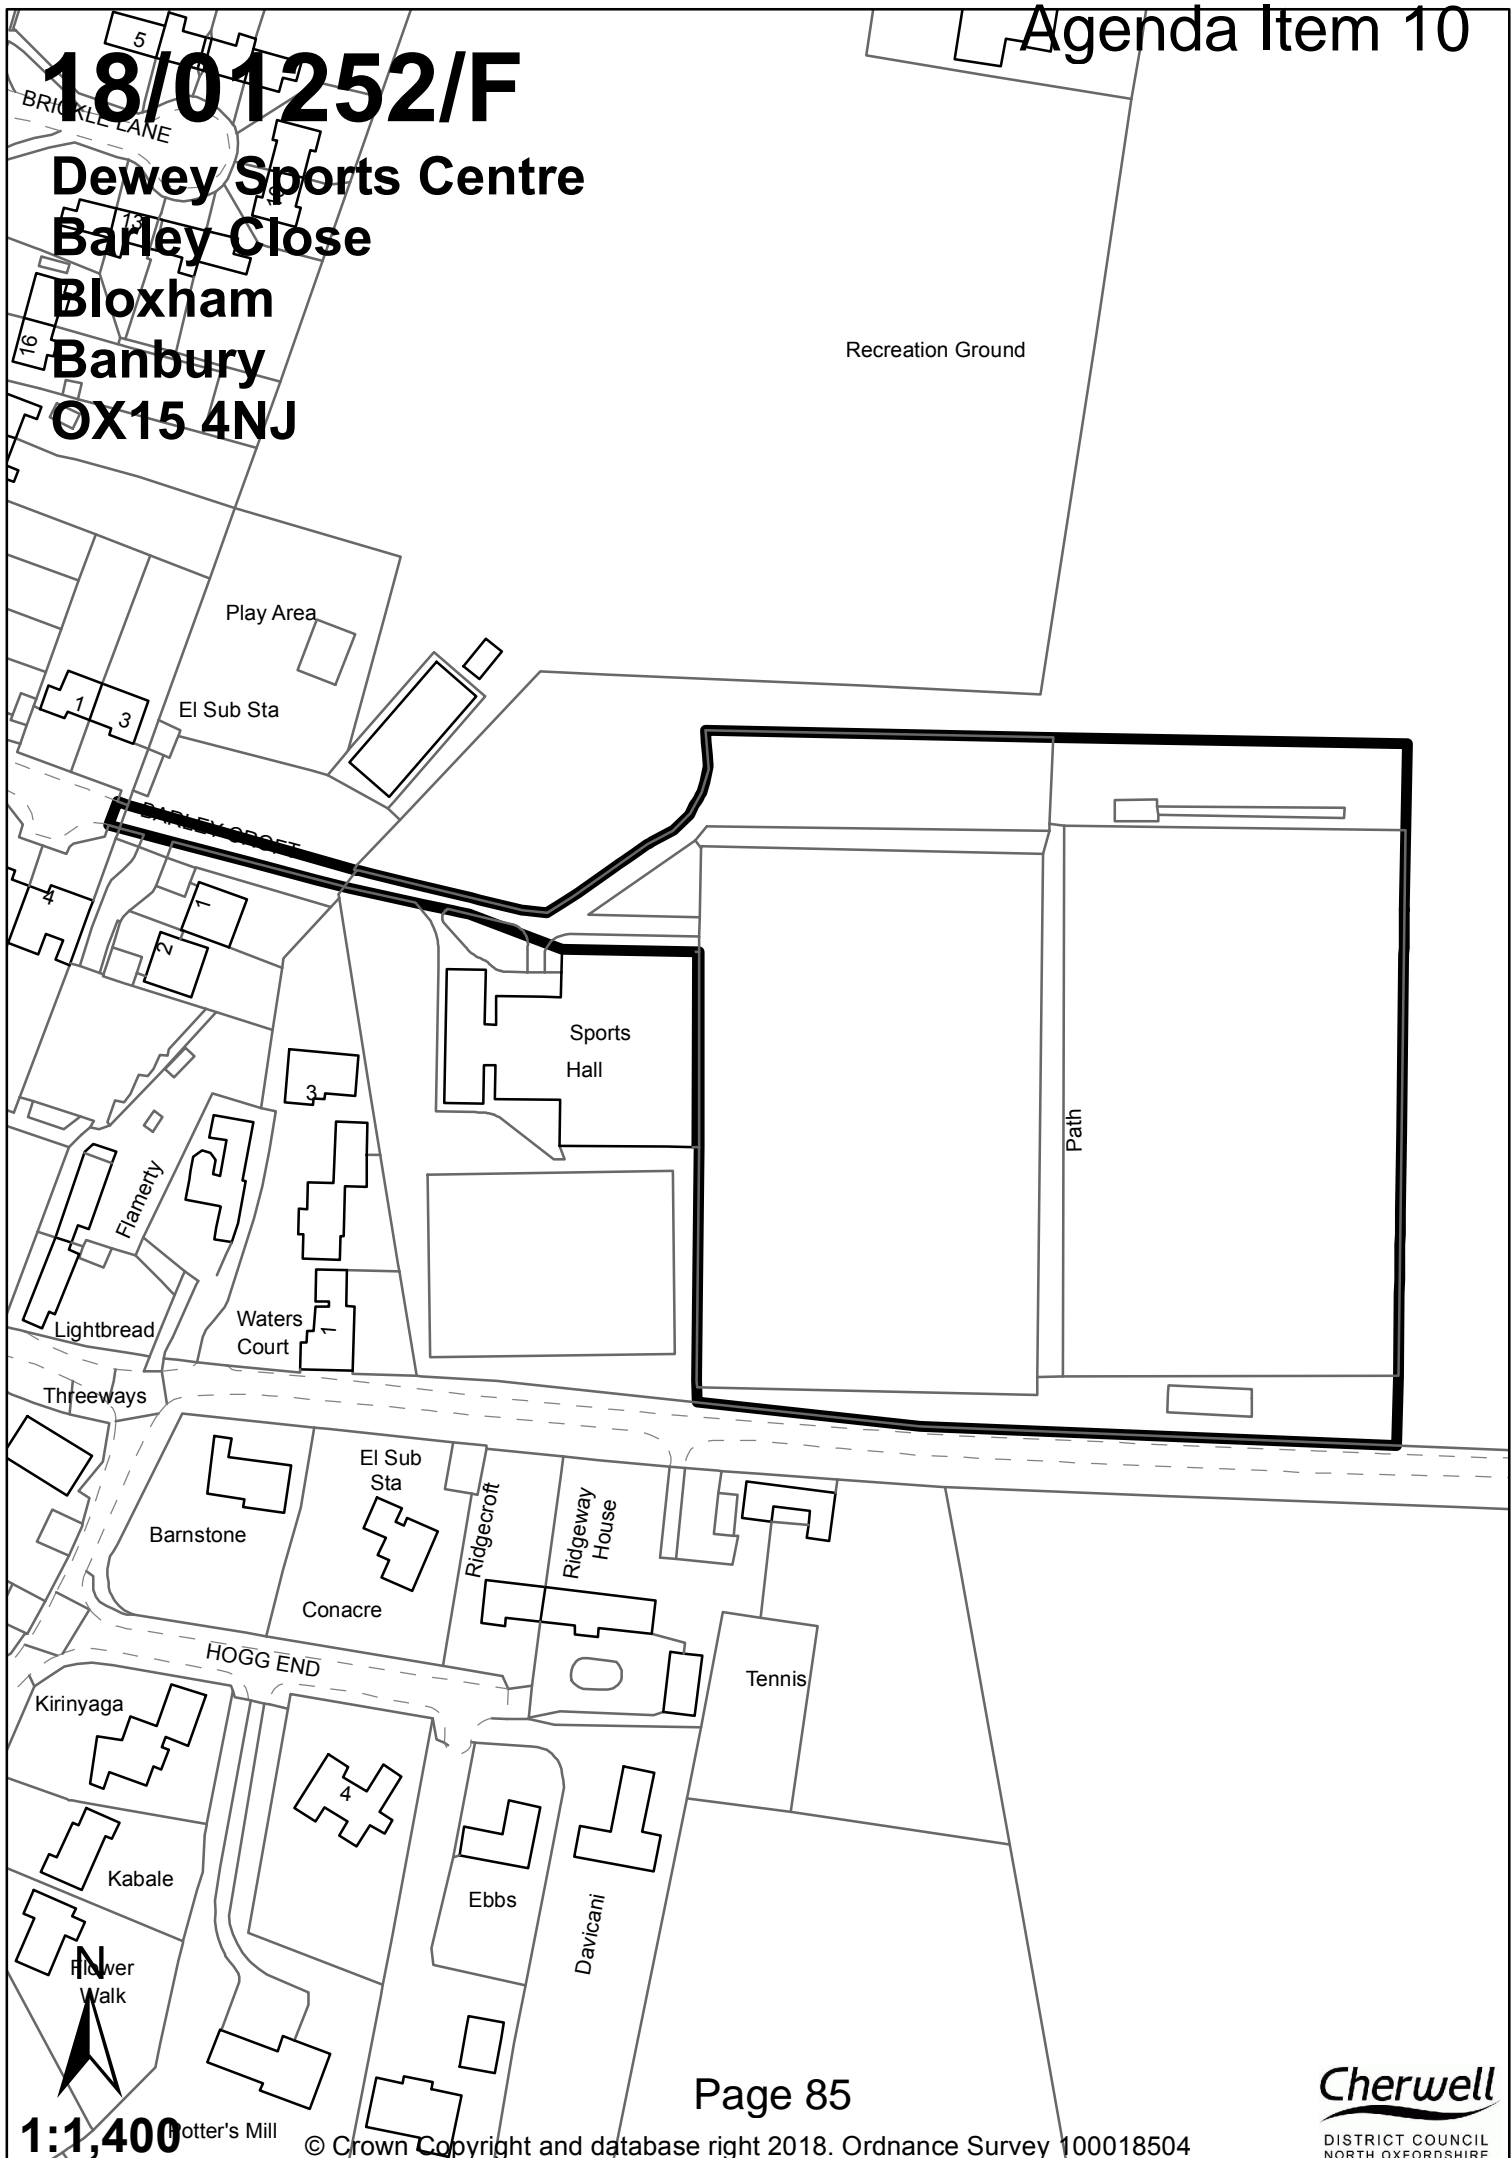 Agenda Item 10
18/01252/F
Dewey Sports Centre
Barley Close
Bloxham
Banbury
OX15 4NJ
5
BRICKLE LANE
19
13
16
Recreation Ground
Play Area
El Sub Sta
1
3
BARLEY CROFT
4
1
2
Sports
Hall
3
Path
Flamerty
Waters
Court
1
Lightbread
Threeways
El Sub
Sta
Barnstone
Ridgecroft
Ridgeway
House
Conacre
HOGG END
Tennis
Kirinyaga
4
Kabale
Ebbs
Davicani
N
Flower
Walk
Page 85
Cherwell
DISTRICT COUNCIL
NORTH OXFORDSHIRE
1:1,400
Potter's Mill
© Crown Copyright and database right 2018. Ordnance Survey 100018504